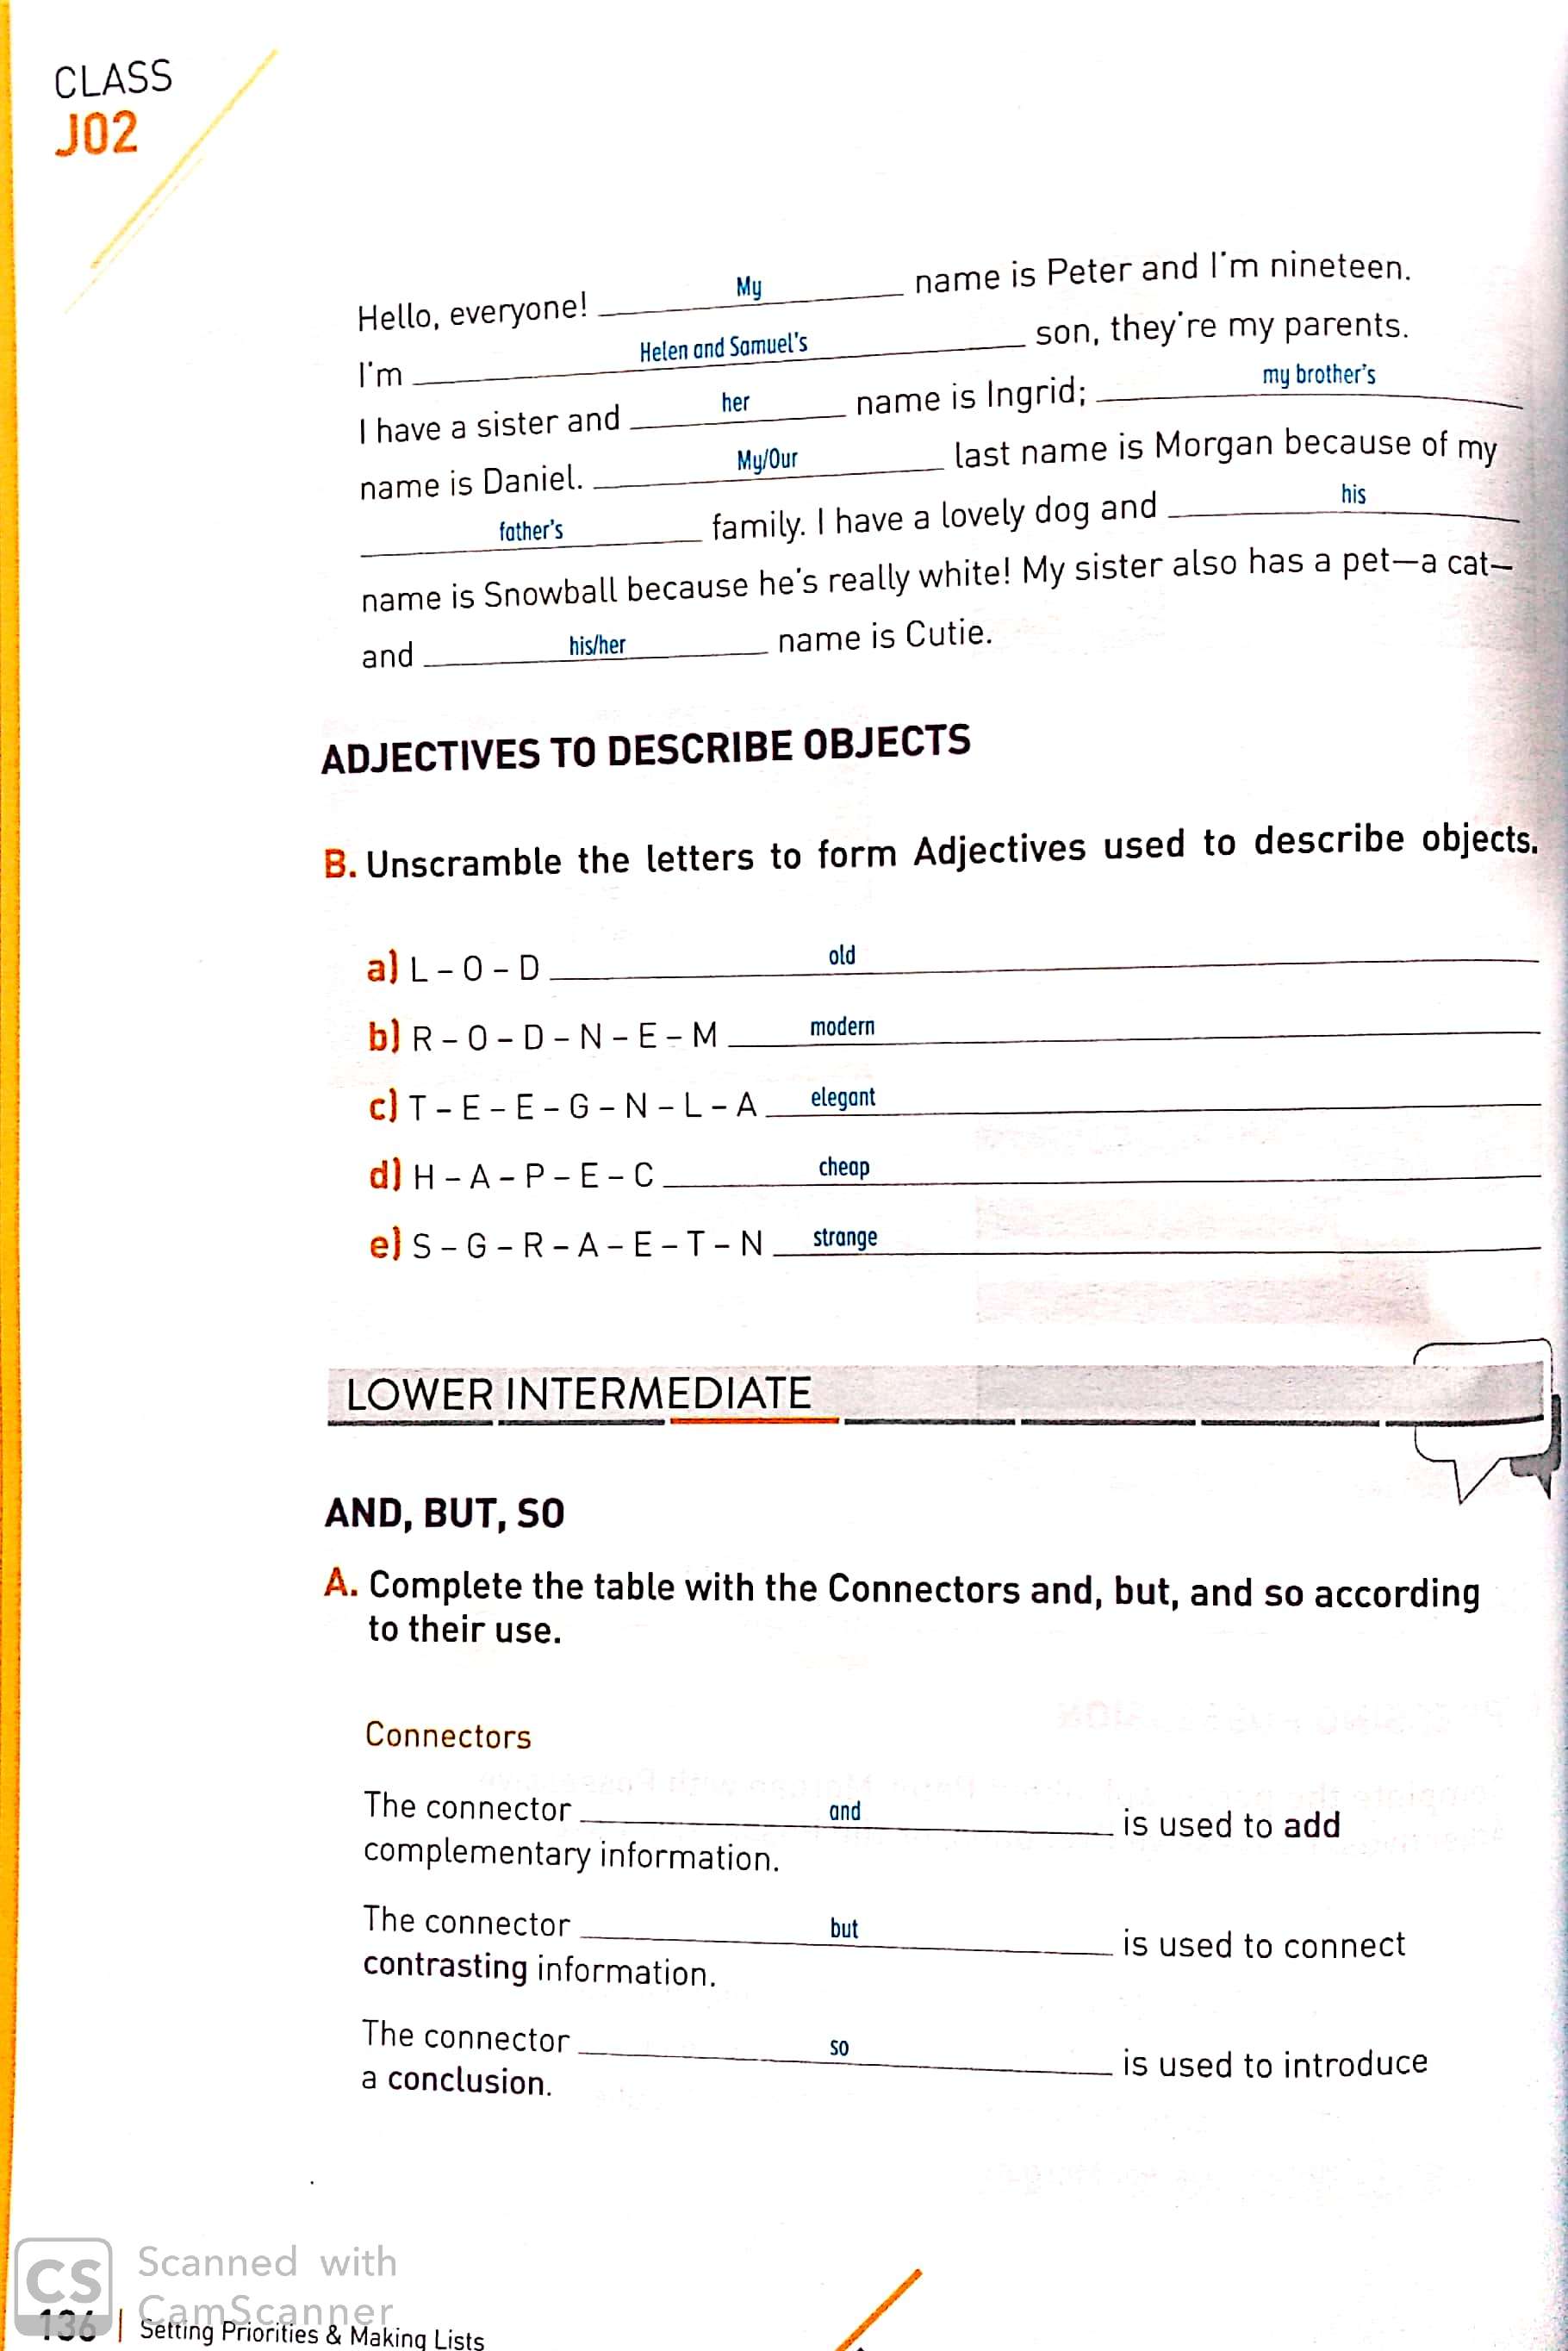 CLASS
J02
Hello, everyone! My name is Peter and I'm nineteen.
I'm Helen and Samuel's son, they're my parents.
I have a sister and her name is Ingrid; my brother's
name is Daniel. My/Our last name is Morgan because of my
father's family. I have a lovely dog and his
name is Snowball because he's really white! My sister also has a pet—a cat—
and his/her name is Cutie.
ADJECTIVES TO DESCRIBE OBJECTS
B. Unscramble the letters to form Adjectives used to describe objects.
a) L – O – D old
b) R – O – D – N – E – M modern
c) T – E – E – G – N – L – A elegant
d) H – A – P – E – C cheap
e) S – G – R – A – E – T – N strange
LOWER INTERMEDIATE
AND, BUT, SO
A. Complete the table with the Connectors and, but, and so according
to their use.
Connectors
The connector and is used to add
complementary information.
The connector but is used to connect
contrasting information.
The connector so is used to introduce
a conclusion.
CS Scanned with
CamScanner
136 | Setting Priorities & Making Lists